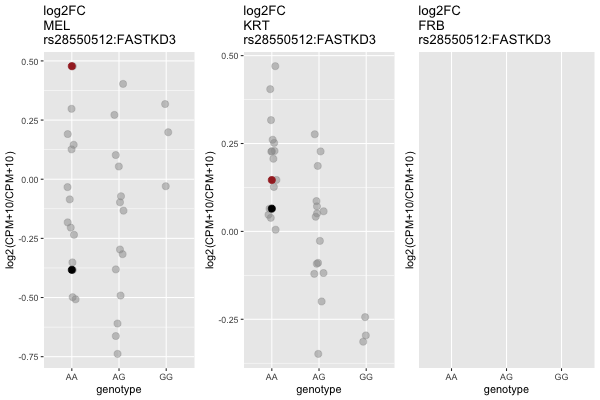 log2FC
MEL
rs28550512:FASTKD3
log2(CPM+10/CPM+10)
0.50
0.25
0.00
-0.25
-0.50
-0.75
AA
AG
GG
genotype
log2FC
KRT
rs28550512:FASTKD3
log2(CPM+10/CPM+10)
0.50
0.25
0.00
-0.25
AA
AG
GG
genotype
log2FC
FRB
rs28550512:FASTKD3
log2(CPM+10/CPM+10)
AA
AG
GG
genotype